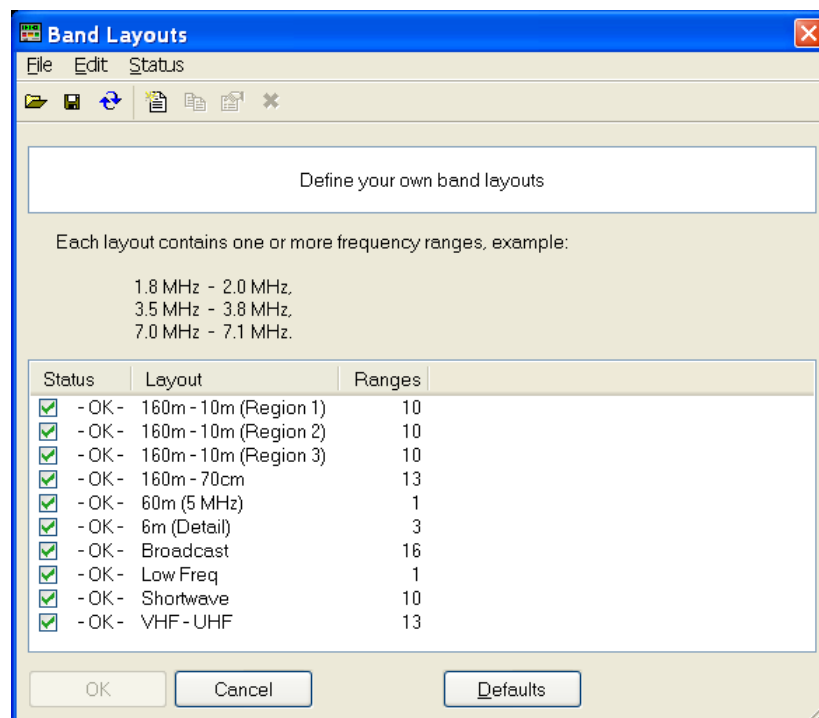 Band Layouts
File Edit Status
Define your own band layouts
Each layout contains one or more frequency ranges, example:
1.8 MHz - 2.0 MHz,
3.5 MHz - 3.8 MHz,
7.0 MHz - 7.1 MHz.
Status Layout Ranges
-OK- 160m-10m (Region 1) 10
-OK- 160m-10m (Region 2) 10
-OK- 160m-10m (Region 3) 10
-OK- 160m-70cm 13
-OK- 60m (5 MHz) 1
-OK- 6m (Detail) 3
-OK- Broadcast 16
-OK- Low Freq 1
-OK- Shortwave 10
-OK- VHF-UHF 13
OK Cancel Defaults